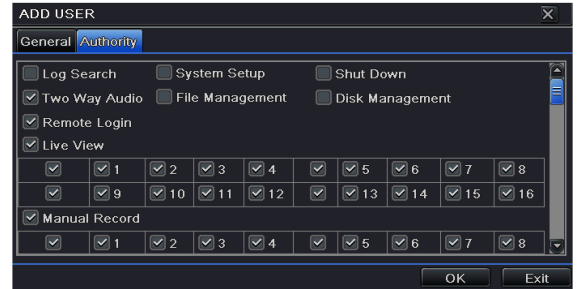 ADD USER
General Authority
Log Search System Setup Shut Down
Two Way Audio File Management Disk Management
Remote Login
Live View
1 2 3 4 5 6 7 8
9 10 11 12 13 14 15 16
Manual Record
1 2 3 4 5 6 7 8
OK Exit